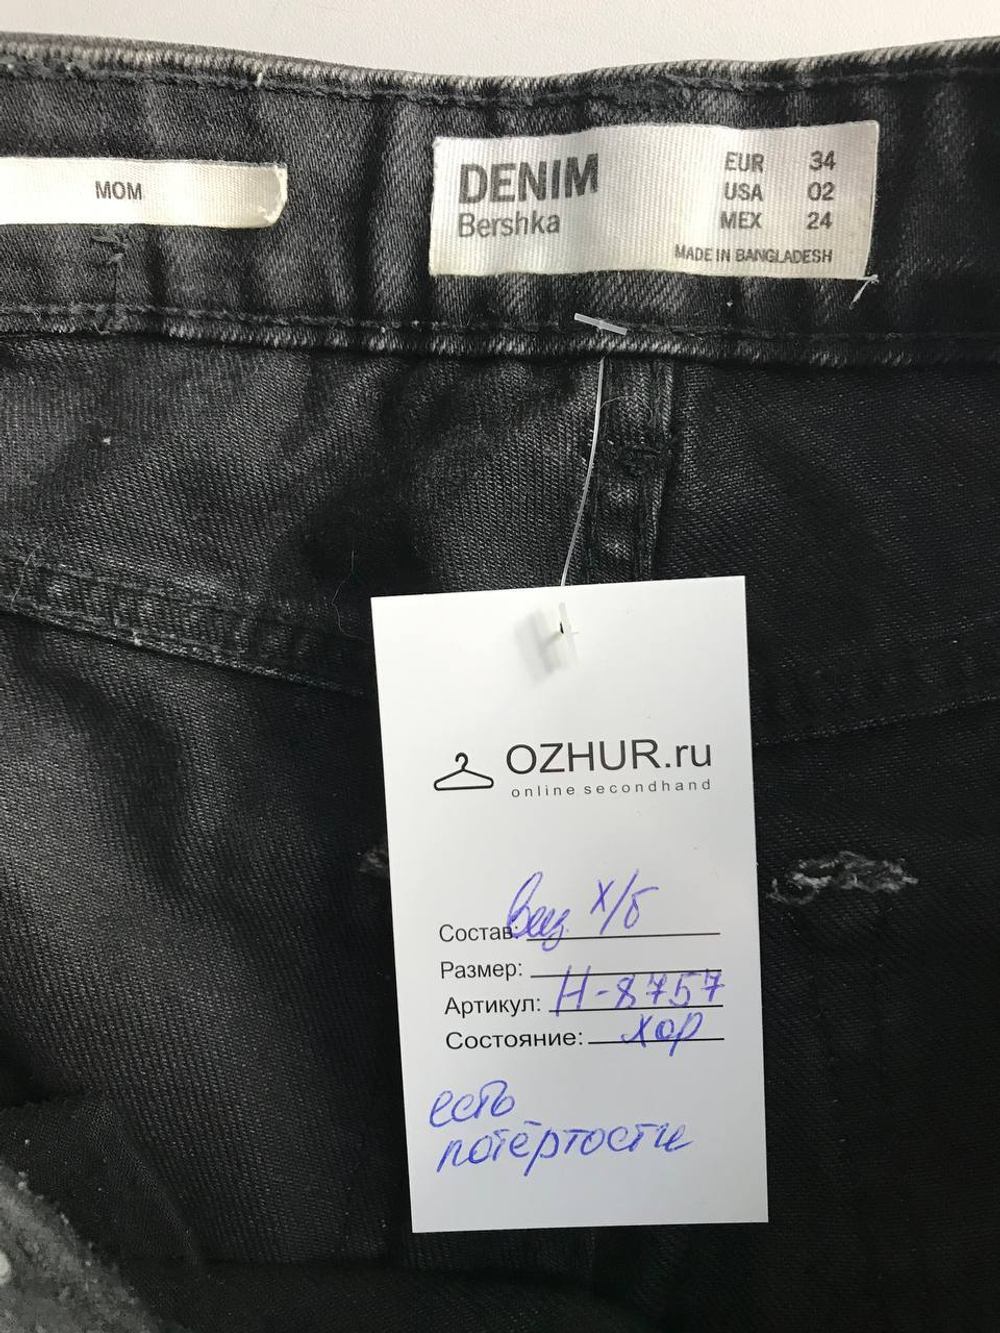 MOM
DENIM
Bershka
EUR 34
USA 02
MEX 24
MADE IN BANGLADESH
OZHUR.ru
online secondhand
Состав: х/б
Размер:
Артикул: Н-8757
Состояние: хор
есть
потёртости